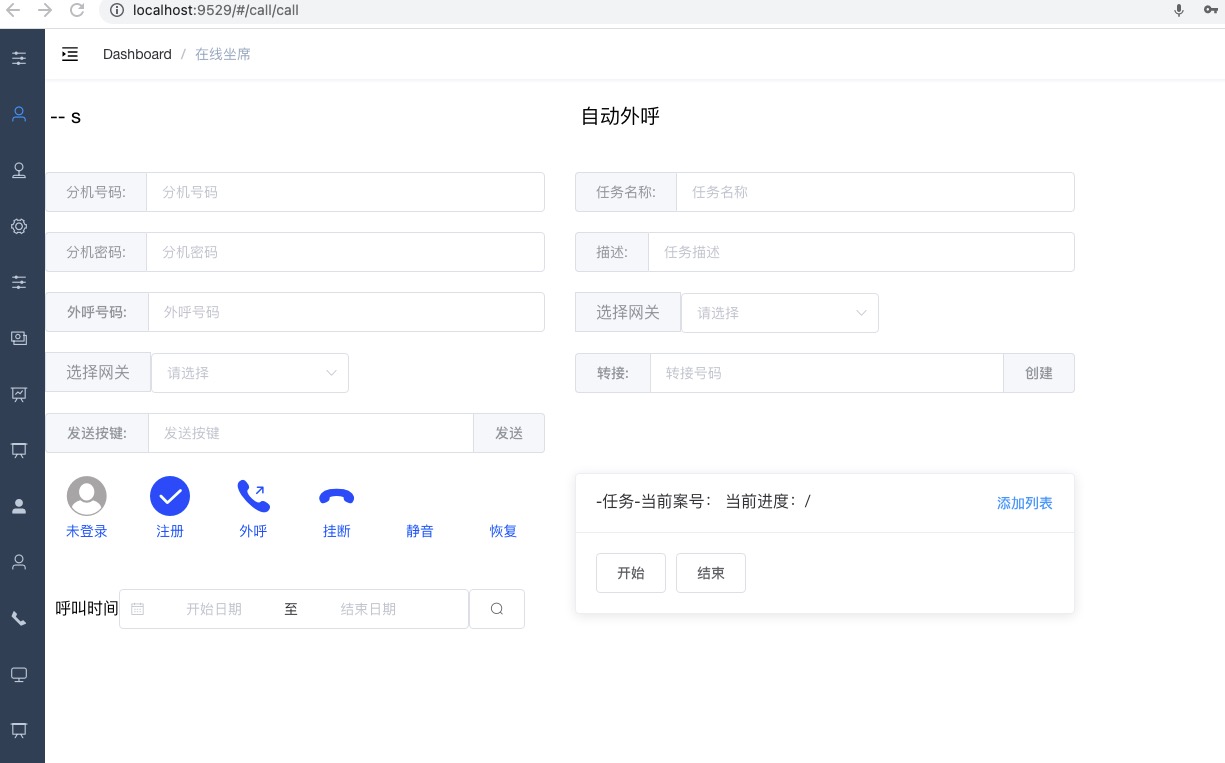 localhost:9529/#/call/call
Dashboard / 在线坐席
-- s
分机号码: 分机号码
分机密码: 分机密码
外呼号码: 外呼号码
选择网关 请选择
发送按键: 发送按键 发送
未登录 注册 外呼 挂断 静音 恢复
呼叫时间 开始日期 至 结束日期
自动外呼
任务名称: 任务名称
描述: 任务描述
选择网关 请选择
转接: 转接号码 创建
-任务-当前案号： 当前进度：/ 添加列表
开始 结束